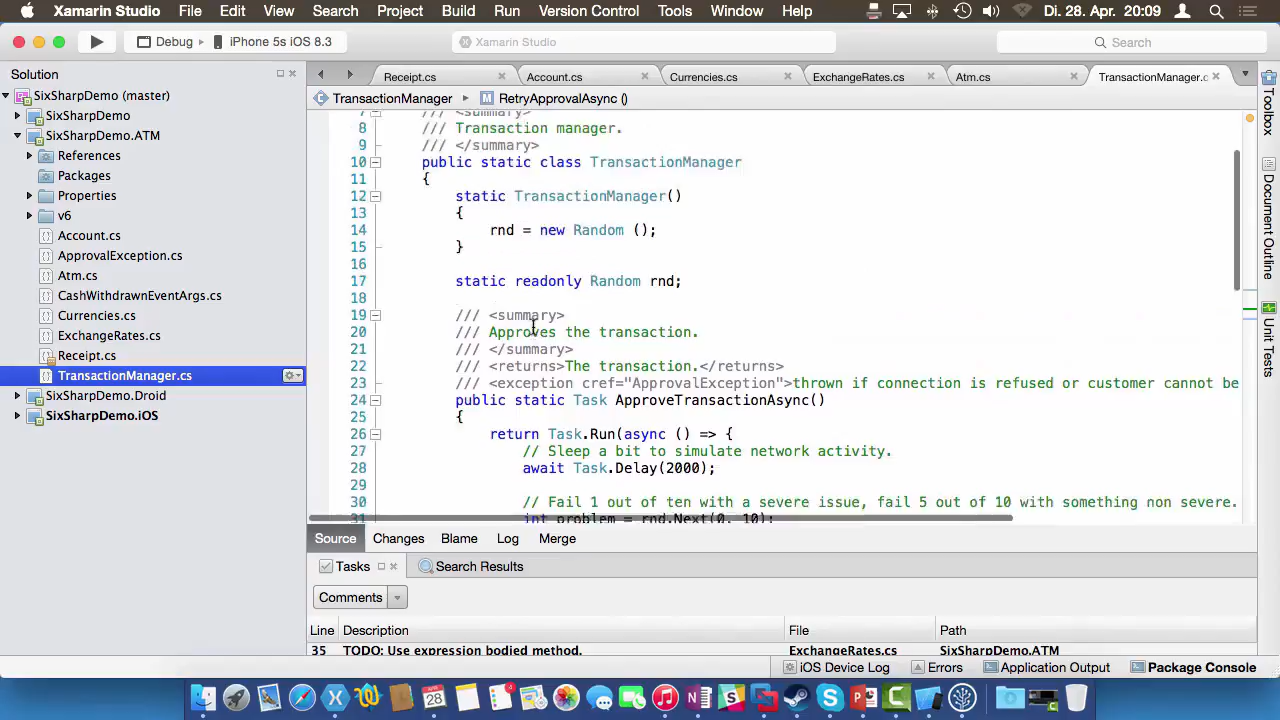 Xamarin Studio File Edit View Search Project Build Run Version Control Tools Window Help Di. 28. Apr. 20:09
Debug iPhone 5s iOS 8.3 Xamarin Studio Search
Solution
SixSharpDemo (master)
SixSharpDemo
SixSharpDemo.ATM
References
Packages
Properties
v6
Account.cs
ApprovalException.cs
Atm.cs
CashWithdrawnEventArgs.cs
Currencies.cs
ExchangeRates.cs
Receipt.cs
TransactionManager.cs
SixSharpDemo.Droid
SixSharpDemo.iOS
Receipt.cs Account.cs Currencies.cs ExchangeRates.cs Atm.cs TransactionManager.c
TransactionManager RetryApprovalAsync ()
7 /// <summary>
8 /// Transaction manager.
9 /// </summary>
10 public static class TransactionManager
11 {
12 static TransactionManager()
13 {
14 rnd = new Random ();
15 }
16
17 static readonly Random rnd;
18
19 /// <summary>
20 /// Approves the transaction.
21 /// </summary>
22 /// <returns>The transaction.</returns>
23 /// <exception cref="ApprovalException">thrown if connection is refused or customer cannot be
24 public static Task ApproveTransactionAsync()
25 {
26 return Task.Run(async () => {
27 // Sleep a bit to simulate network activity.
28 await Task.Delay(2000);
29
30 // Fail 1 out of ten with a severe issue, fail 5 out of 10 with something non severe.
31 int problem = rnd.Next(0, 10);
Source Changes Blame Log Merge
Tasks Search Results
Comments
Line Description File Path
35 TODO: Use expression bodied method. ExchangeRates.cs SixSharpDemo.ATM
iOS Device Log Errors Application Output Package Console
Toolbox
Document Outline
Unit Tests